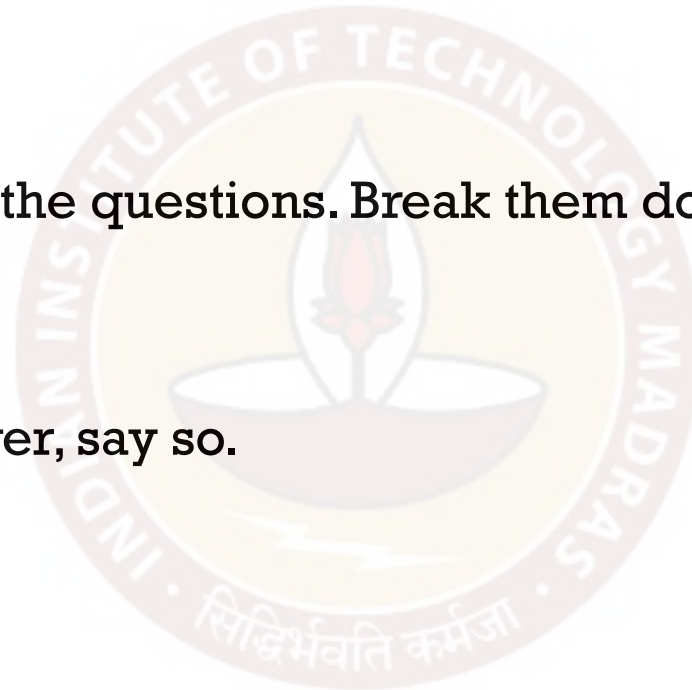 INDIAN INSTITUTE OF TECHNOLOGY MADRAS
the questions. Break them do
er, say so.
सिद्धिर्भवति कर्मजा